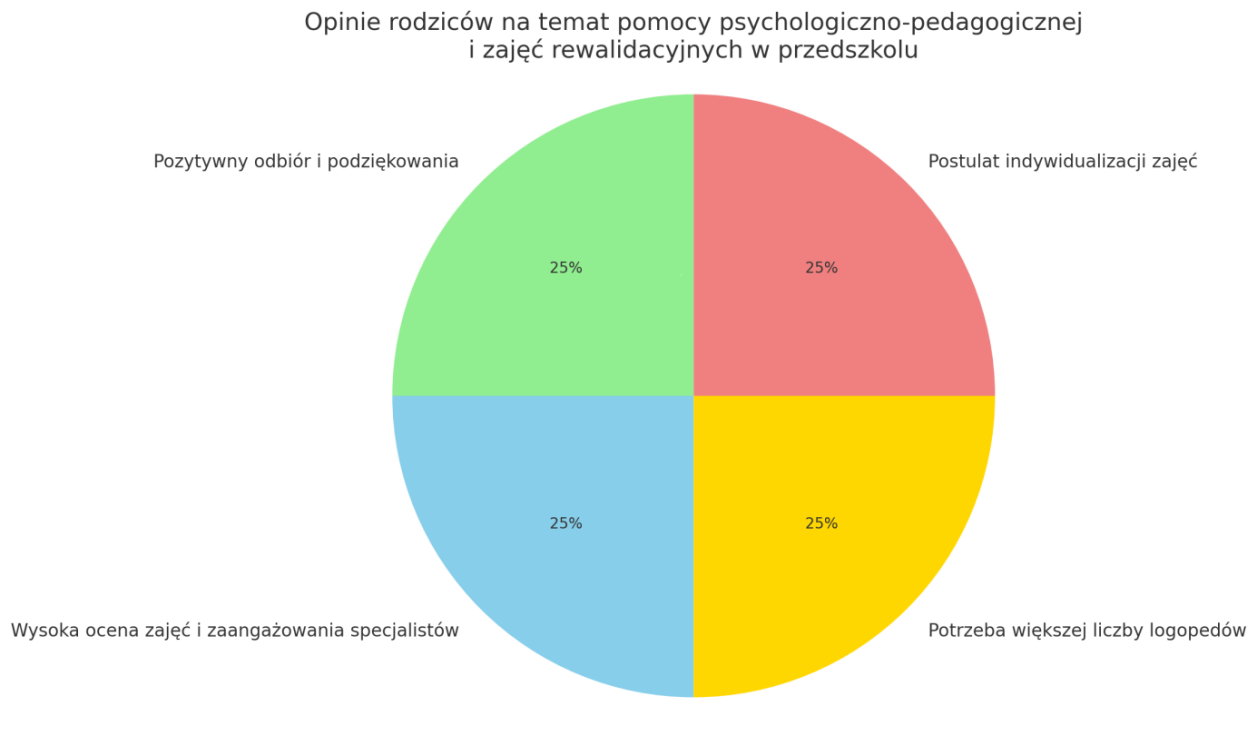 Opinie rodziców na temat pomocy psychologiczno-pedagogicznej
i zajęć rewalidacyjnych w przedszkolu
Pozytywny odbiór i podziękowania
Postulat indywidualizacji zajęć
25%
25%
25%
25%
Wysoka ocena zajęć i zaangażowania specjalistów
Potrzeba większej liczby logopedów